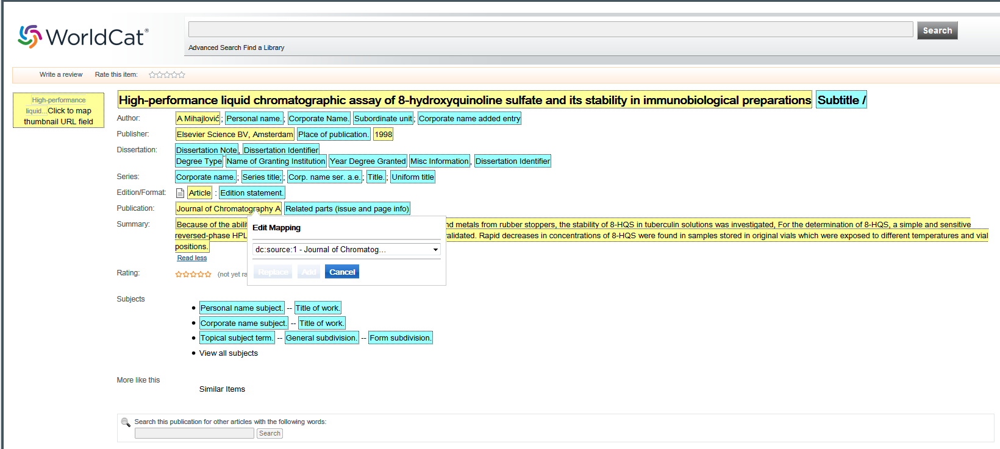 WorldCat®
Search
Advanced Search Find a Library
Write a review Rate this item:
High-performance liquid...Click to map thumbnail URL field
High-performance liquid chromatographic assay of 8-hydroxyquinoline sulfate and its stability in immunobiological preparations Subtitle /
Author: A Mihajlović; Personal name.; Corporate Name. Subordinate unit; Corporate name added entry
Publisher: Elsevier Science BV, Amsterdam Place of publication. 1998
Dissertation: Dissertation Note, Dissertation Identifier
Degree Type Name of Granting Institution Year Degree Granted Misc Information, Dissertation Identifier
Series: Corporate name.; Series title;; Corp. name ser. a.e.; Title.; Uniform title
Edition/Format: Article : Edition statement.
Publication: Journal of Chromatography A Related parts (issue and page info)
Summary: Because of the abili nd metals from rubber stoppers, the stability of 8-HQS in tuberculin solutions was investigated, For the determination of 8-HQS, a simple and sensitive
reversed-phase HPL alidated. Rapid decreases in concentrations of 8-HQS were found in samples stored in original vials which were exposed to different temperatures and vial
positions.
Read less
Edit Mapping
dc:source:1 - Journal of Chromatog...
Replace Add Cancel
Rating: (not yet ra
Subjects
• Personal name subject. -- Title of work.
• Corporate name subject. -- Title of work.
• Topical subject term. -- General subdivision. -- Form subdivision.
• View all subjects
More like this
Similar Items
Search this publication for other articles with the following words:
Search